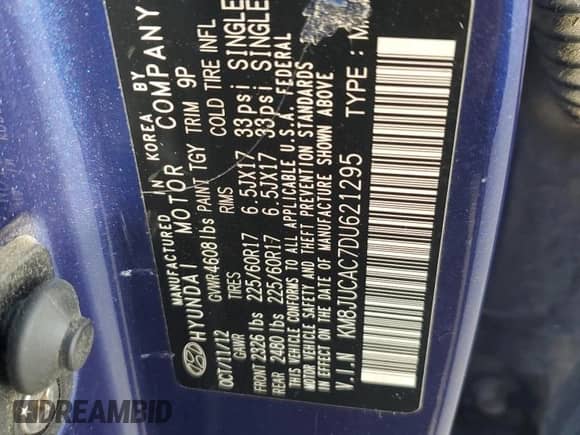 MANUFACTURED IN KOREA BY
HYUNDAI MOTOR COMPANY
OCT/11/12 GVWR 4608 lbs PAINT TGY TRIM 9P
GAWR TIRES RIMS COLD TIRE INFL
FRONT 2826 lbs 225/60R17 6.5JX17 33psi SINGLE
REAR 2480 lbs 225/60R17 6.5JX17 33psi SINGLE
THIS VEHICLE CONFORMS TO ALL APPLICABLE U.S.A. FEDERAL
MOTOR VEHICLE SAFETY AND THEFT PREVENTION STANDARDS
IN EFFECT ON THE DATE OF MANUFACTURE SHOWN ABOVE
V.I.N KM8JUCAC7DU621295 TYPE :
DREAMBID